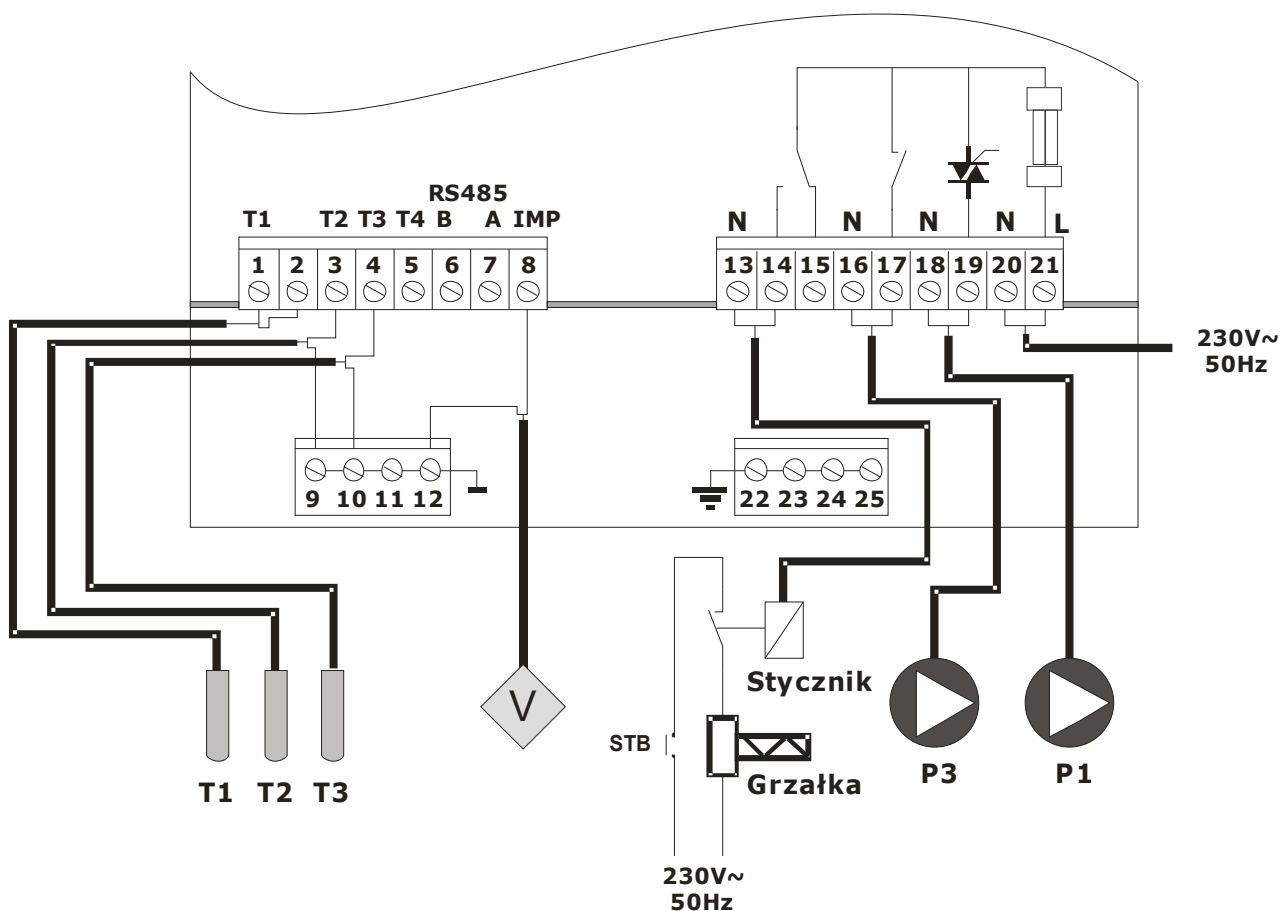 RS485
T1 T2 T3 T4 B A IMP
1 2 3 4 5 6 7 8
N N N N L
13 14 15 16 17 18 19 20 21
230V~
50Hz
9 10 11 12
22 23 24 25
Stycznik
V
STB
Grzałka
T1 T2 T3
P3 P1
230V~
50Hz